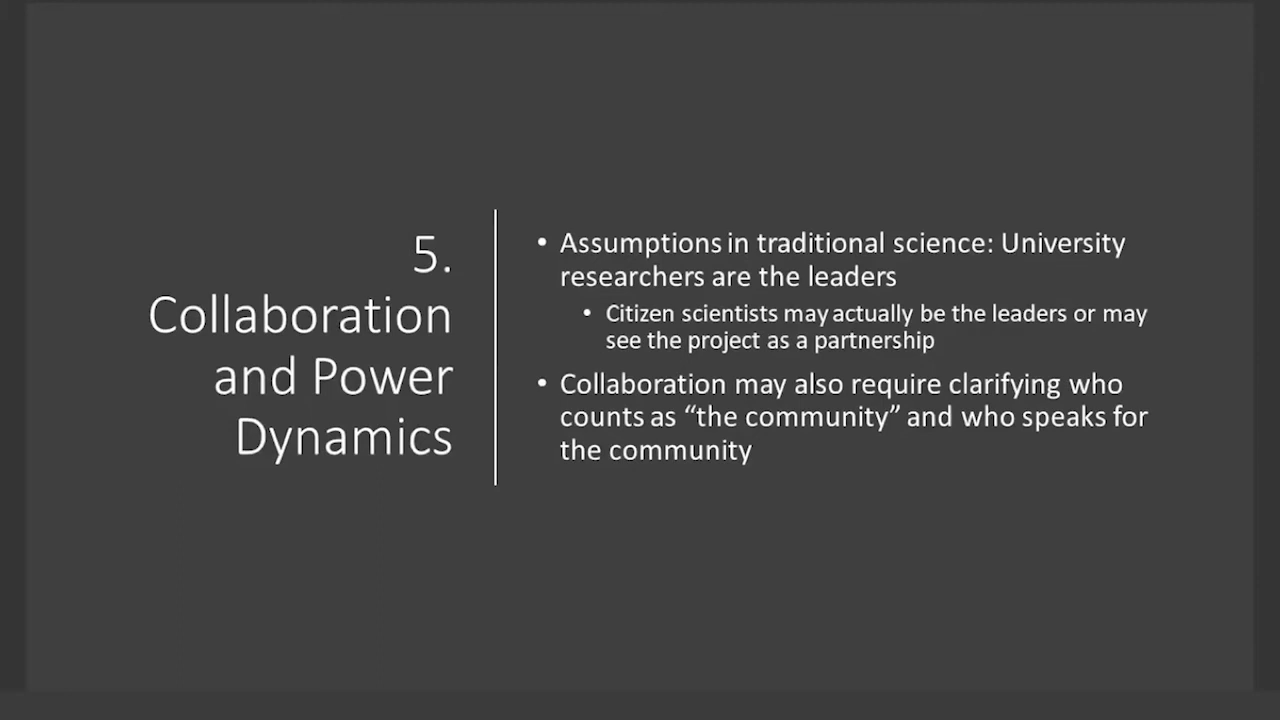 5.
Collaboration
and Power
Dynamics
• Assumptions in traditional science: University
researchers are the leaders
• Citizen scientists may actually be the leaders or may
see the project as a partnership
• Collaboration may also require clarifying who
counts as “the community” and who speaks for
the community